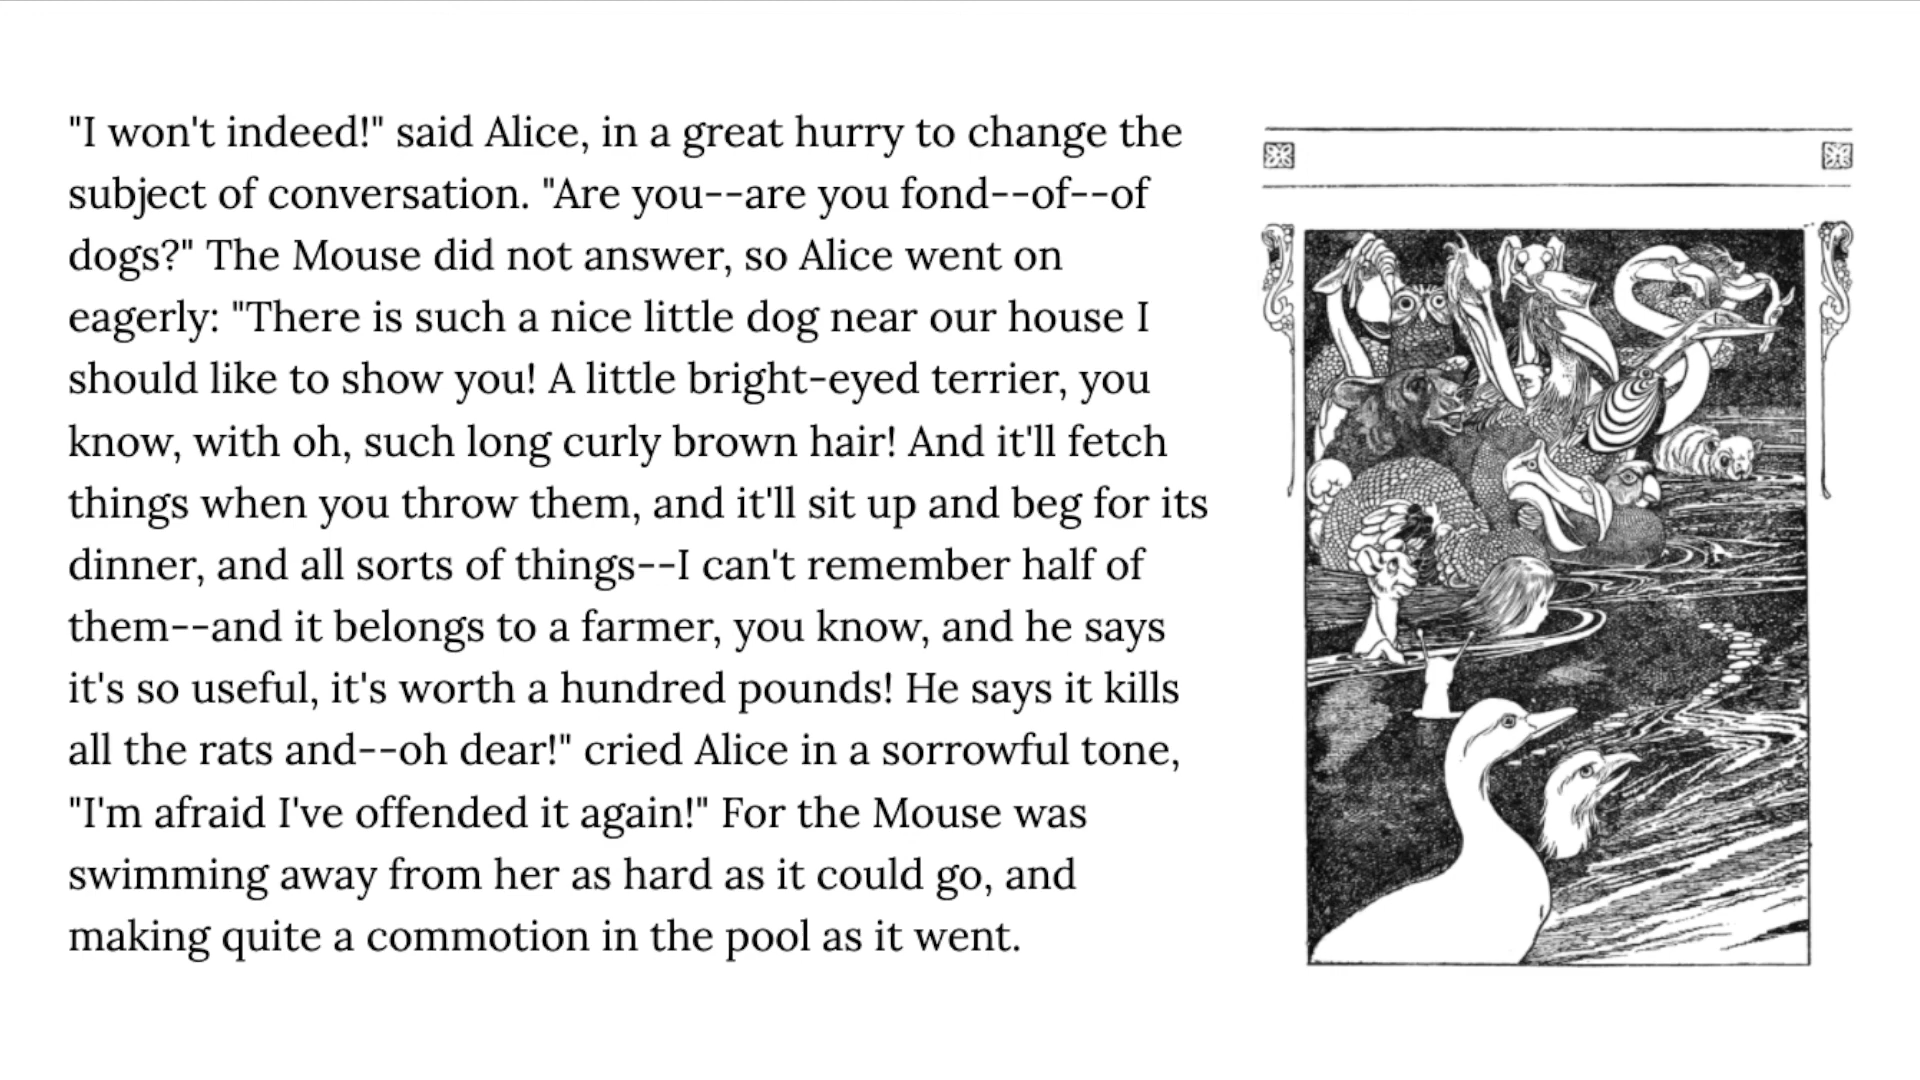 "I won't indeed!" said Alice, in a great hurry to change the
subject of conversation. "Are you--are you fond--of--of
dogs?" The Mouse did not answer, so Alice went on
eagerly: "There is such a nice little dog near our house I
should like to show you! A little bright-eyed terrier, you
know, with oh, such long curly brown hair! And it'll fetch
things when you throw them, and it'll sit up and beg for its
dinner, and all sorts of things--I can't remember half of
them--and it belongs to a farmer, you know, and he says
it's so useful, it's worth a hundred pounds! He says it kills
all the rats and--oh dear!" cried Alice in a sorrowful tone,
"I'm afraid I've offended it again!" For the Mouse was
swimming away from her as hard as it could go, and
making quite a commotion in the pool as it went.